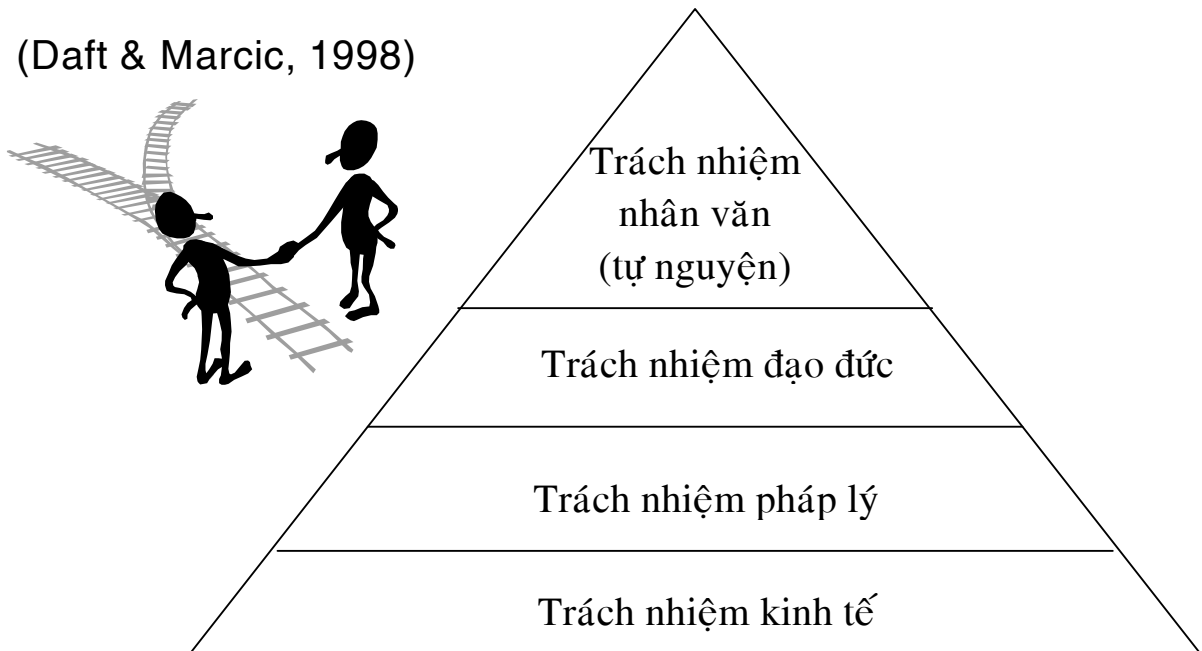 (Daft & Marcic, 1998)
Trách nhiệm
nhân văn
(tự nguyện)
Trách nhiệm đạo đức
Trách nhiệm pháp lý
Trách nhiệm kinh tế